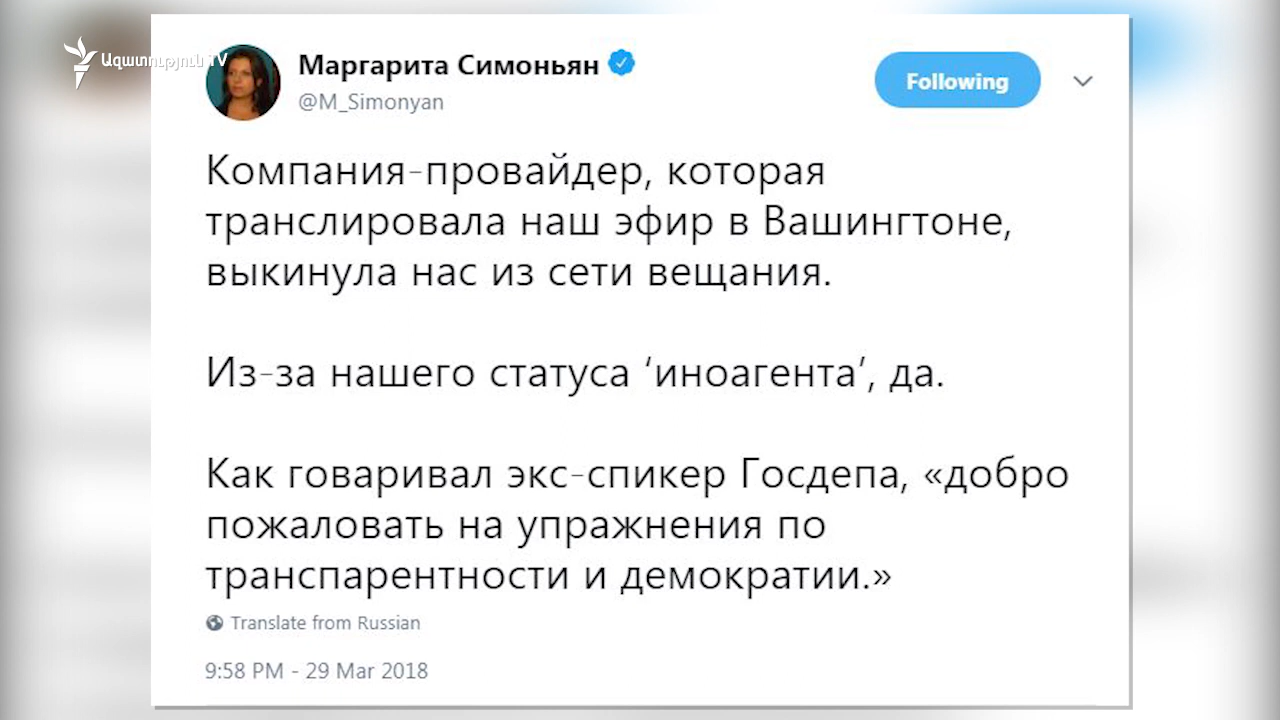 Ազատություն TV
Маргарита Симоньян
@M_Simonyan
Following
Компания-провайдер, которая
транслировала наш эфир в Вашингтоне,
выкинула нас из сети вещания.
Из-за нашего статуса ‘иноагента’, да.
Как говаривал экс-спикер Госдепа, «добро
пожаловать на упражнения по
транспарентности и демократии.»
Translate from Russian
9:58 PM - 29 Mar 2018